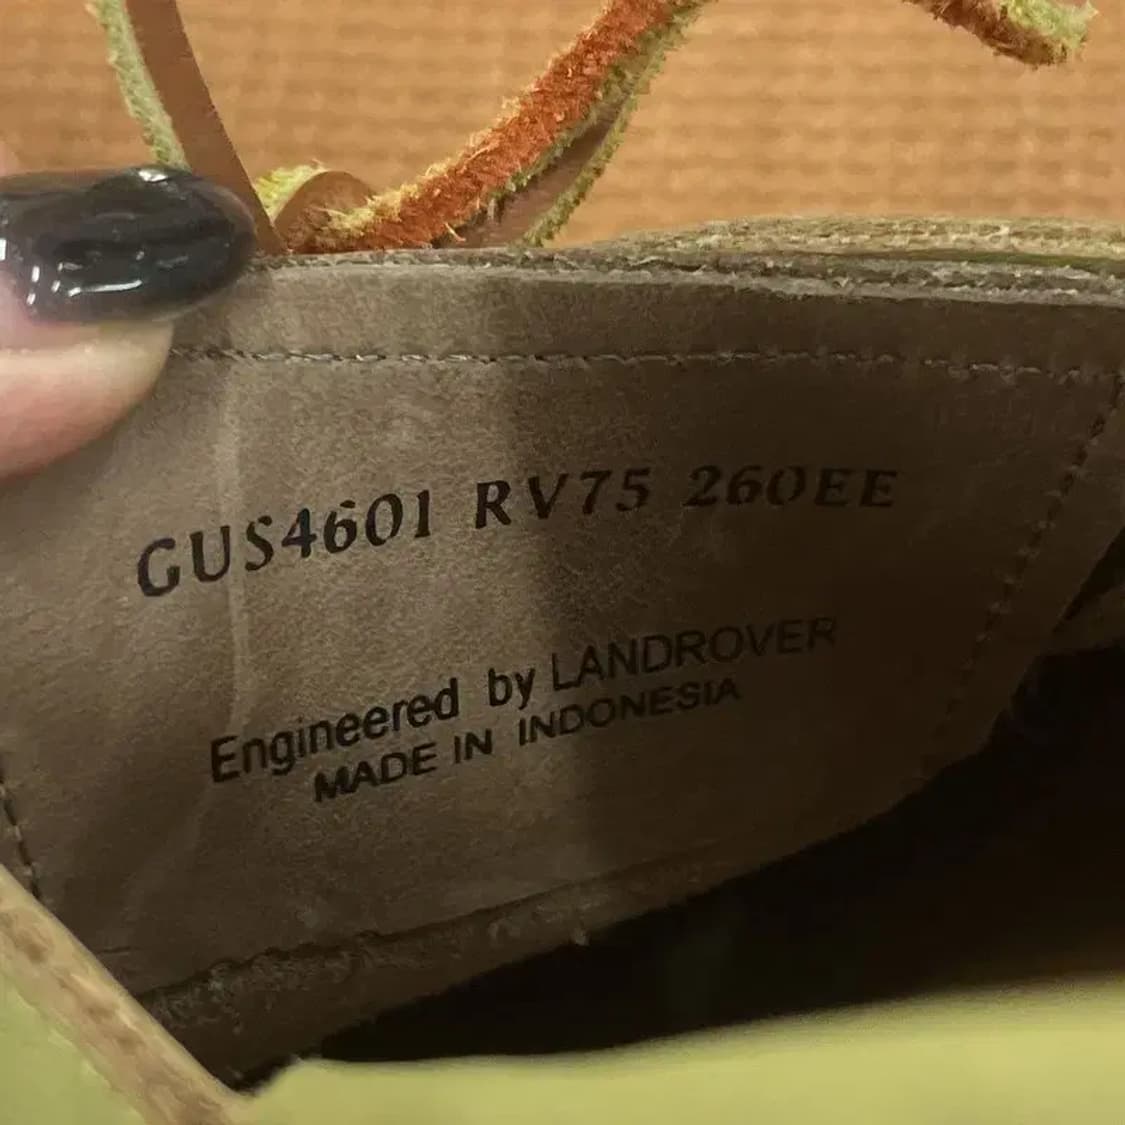 GUS4601 RV75 260EE
Engineered by LANDROVER
MADE IN INDONESIA